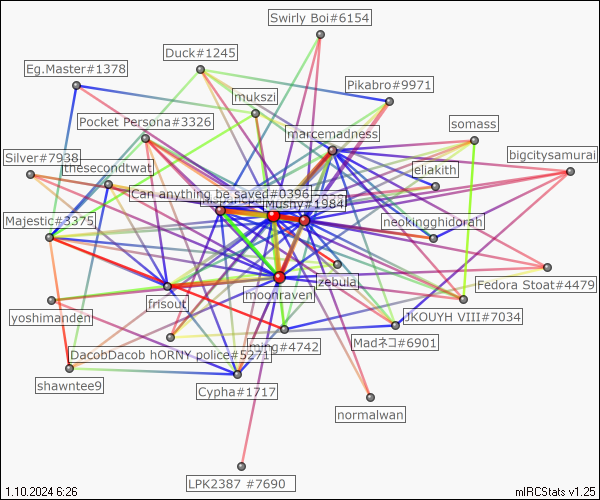 Swirly Boi#6154
Duck#1245
Eg.Master#1378
Pikabro#9971
mukszi
Pocket Persona#3326
marcemadness
somass
Silver#7938
thesecondtwat
eliakith
bigcitysamurai
Can anything be saved#0396
Mushy#1984
Majestic#3375
neokingghidorah
zebula
Fedora Stoat#4479
moonraven
frisout
yoshimanden
JKOUYH VIII#7034
ming#4742
Madネコ#6901
DacobDacob hORNY police#5271
shawntee9
Cypha#1717
normalwan
LPK2387 #7690
1.10.2024 6:26
mIRCStats v1.25